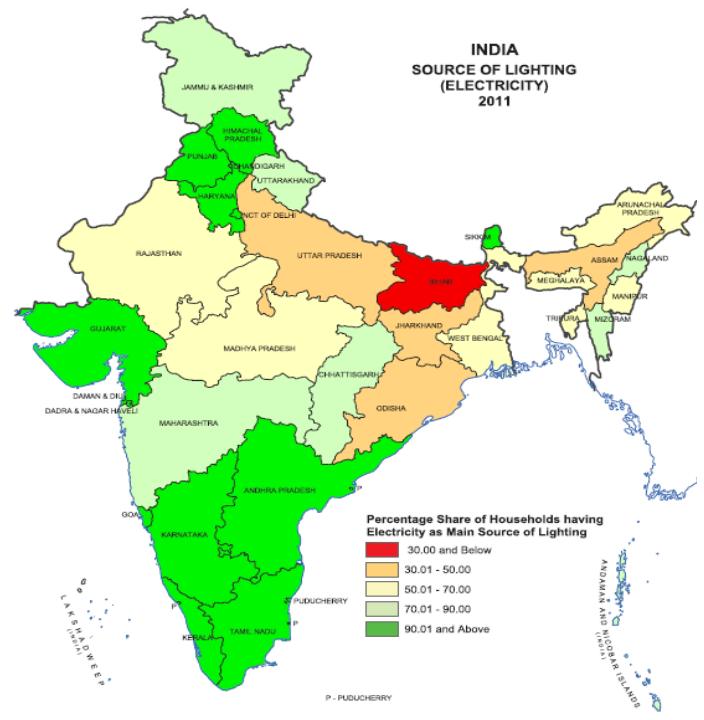 INDIA
SOURCE OF LIGHTING
(ELECTRICITY)
2011
JAMMU & KASHMIR
HIMACHAL
PRADESH
PUNJAB
CHANDIGARH
UTTARAKHAND
HARYANA
NCT OF DELHI
ARUNACHAL
PRADESH
SIKKIM
RAJASTHAN
UTTAR PRADESH
BIHAR
ASSAM
NAGALAND
MEGHALAYA
MANIPUR
TRIPURA
MIZORAM
GUJARAT
MADHYA PRADESH
JHARKHAND
WEST BENGAL
CHHATTISGARH
DAMAN & DIU
DADRA & NAGAR HAVELI
MAHARASHTRA
ODISHA
ANDHRA PRADESH
P
GOA
KARNATAKA
Percentage Share of Households having
Electricity as Main Source of Lighting
30.00 and Below
30.01 - 50.00
50.01 - 70.00
70.01 - 90.00
90.01 and Above
LAKSHADWEEP
(INDIA)
P
PUDUCHERRY
P
KERALA
TAMIL NADU
ANDAMAN AND NICOBAR ISLANDS
(INDIA)
P - PUDUCHERRY